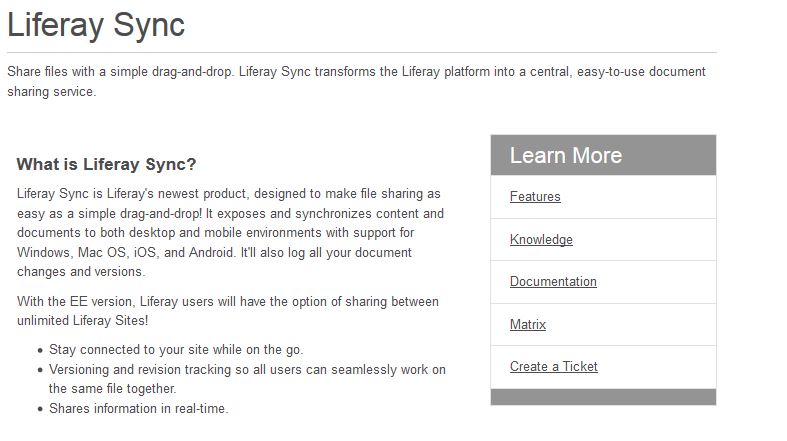 Liferay Sync
Share files with a simple drag-and-drop. Liferay Sync transforms the Liferay platform into a central, easy-to-use document
sharing service.
What is Liferay Sync?
Liferay Sync is Liferay's newest product, designed to make file sharing as
easy as a simple drag-and-drop! It exposes and synchronizes content and
documents to both desktop and mobile environments with support for
Windows, Mac OS, iOS, and Android. It'll also log all your document
changes and versions.
With the EE version, Liferay users will have the option of sharing between
unlimited Liferay Sites!
• Stay connected to your site while on the go.
• Versioning and revision tracking so all users can seamlessly work on
the same file together.
• Shares information in real-time.
Learn More
Features
Knowledge
Documentation
Matrix
Create a Ticket